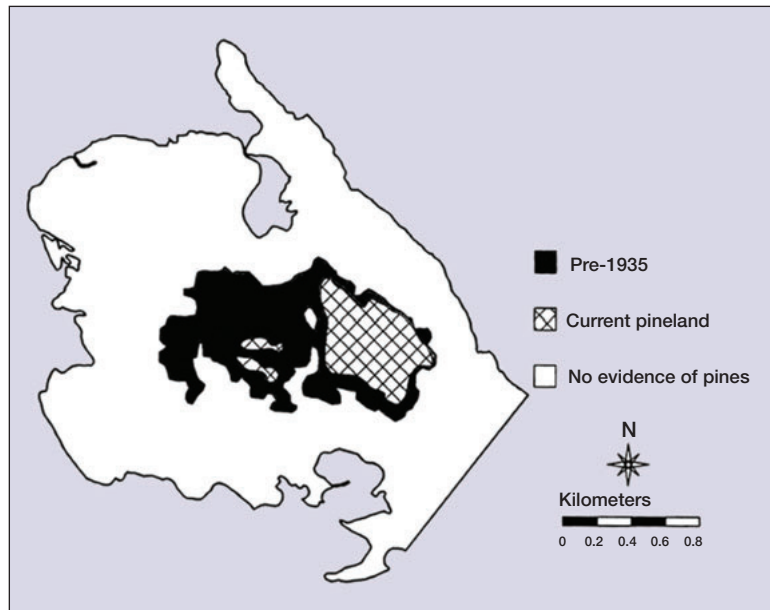 Pre-1935
Current pineland
No evidence of pines
N
Kilometers
0 0.2 0.4 0.6 0.8